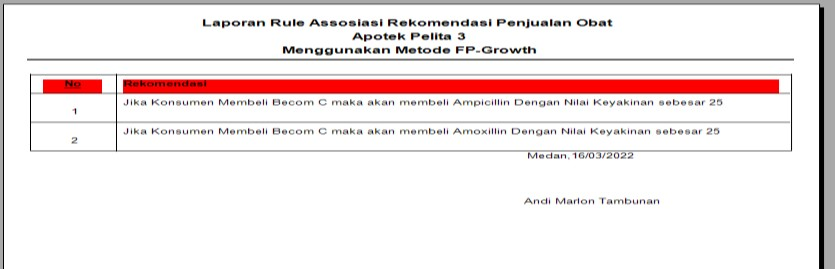 Laporan Rule Assosiasi Rekomendasi Penjualan Obat
Apotek Pelita 3
Menggunakan Metode FP-Growth
No Rekomendasi
1 Jika Konsumen Membeli Becom C maka akan membeli Ampicillin Dengan Nilai Keyakinan sebesar 25
2 Jika Konsumen Membeli Becom C maka akan membeli Amoxillin Dengan Nilai Keyakinan sebesar 25
Medan, 16/03/2022
Andi Marlon Tambunan